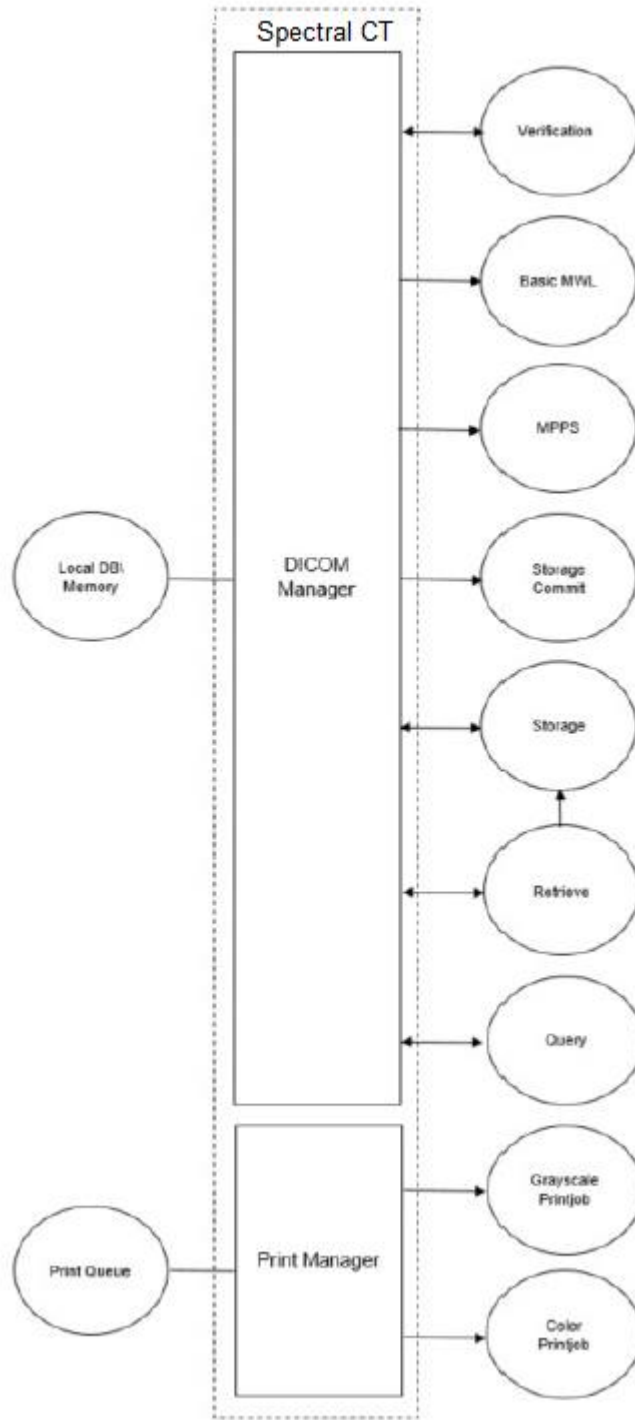 Spectral CT
Verification
Basic MWL
MPPS
Local DB\
Memory
DICOM
Manager
Storage
Commit
Storage
Retrieve
Query
Grayscale
Printjob
Print Queue
Print Manager
Color
Printjob